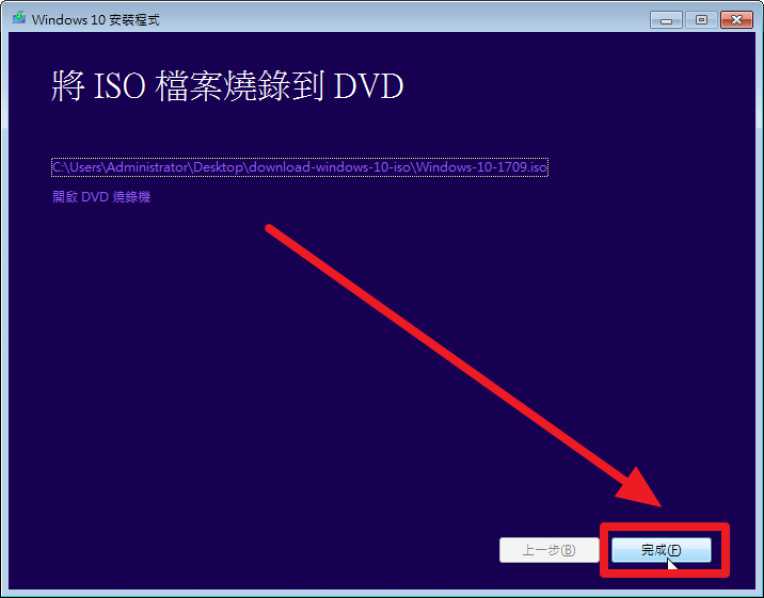 Windows 10 安裝程式
將 ISO 檔案燒錄到 DVD
C:\Users\Administrator\Desktop\download-windows-10-iso\Windows-10-1709.iso
開啟 DVD 燒錄機
上一步(B)
完成(F)